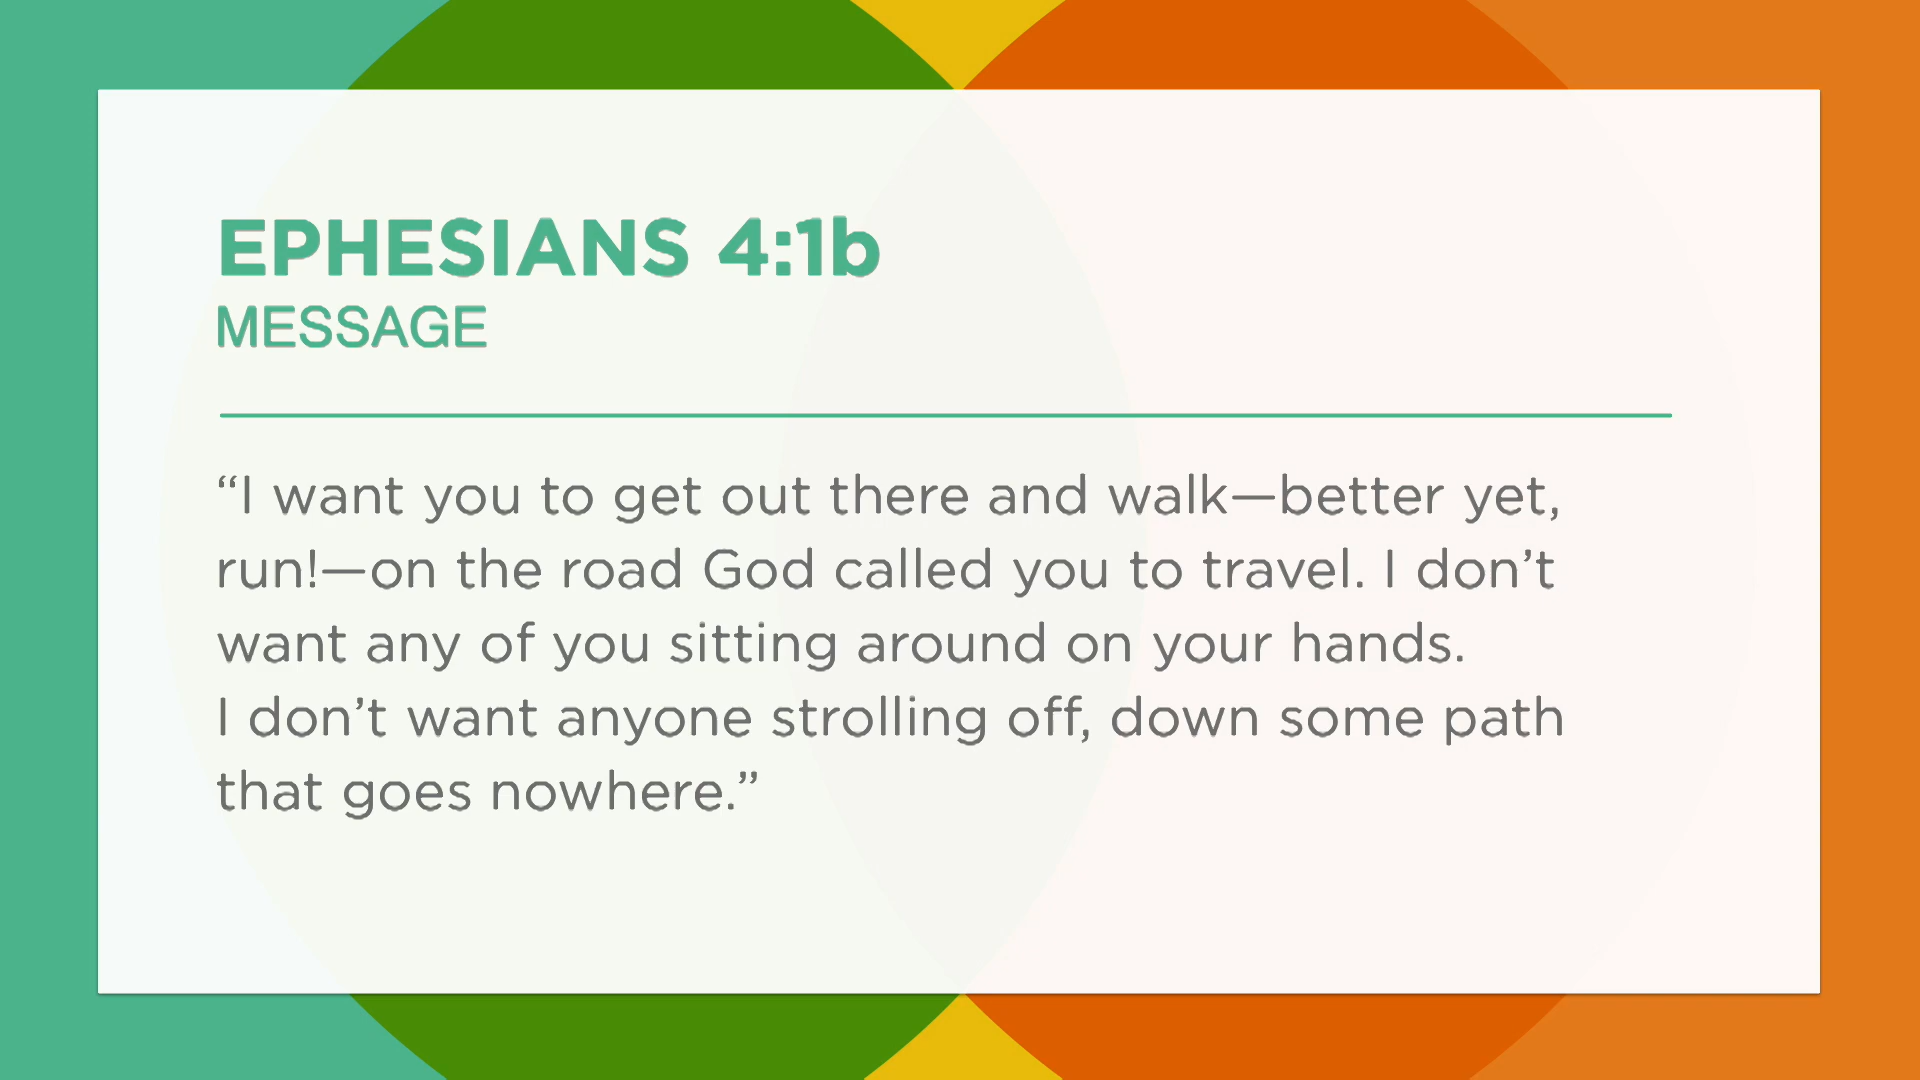 EPHESIANS 4:1b
MESSAGE
“I want you to get out there and walk—better yet,
run!—on the road God called you to travel. I don’t
want any of you sitting around on your hands.
I don’t want anyone strolling off, down some path
that goes nowhere.”